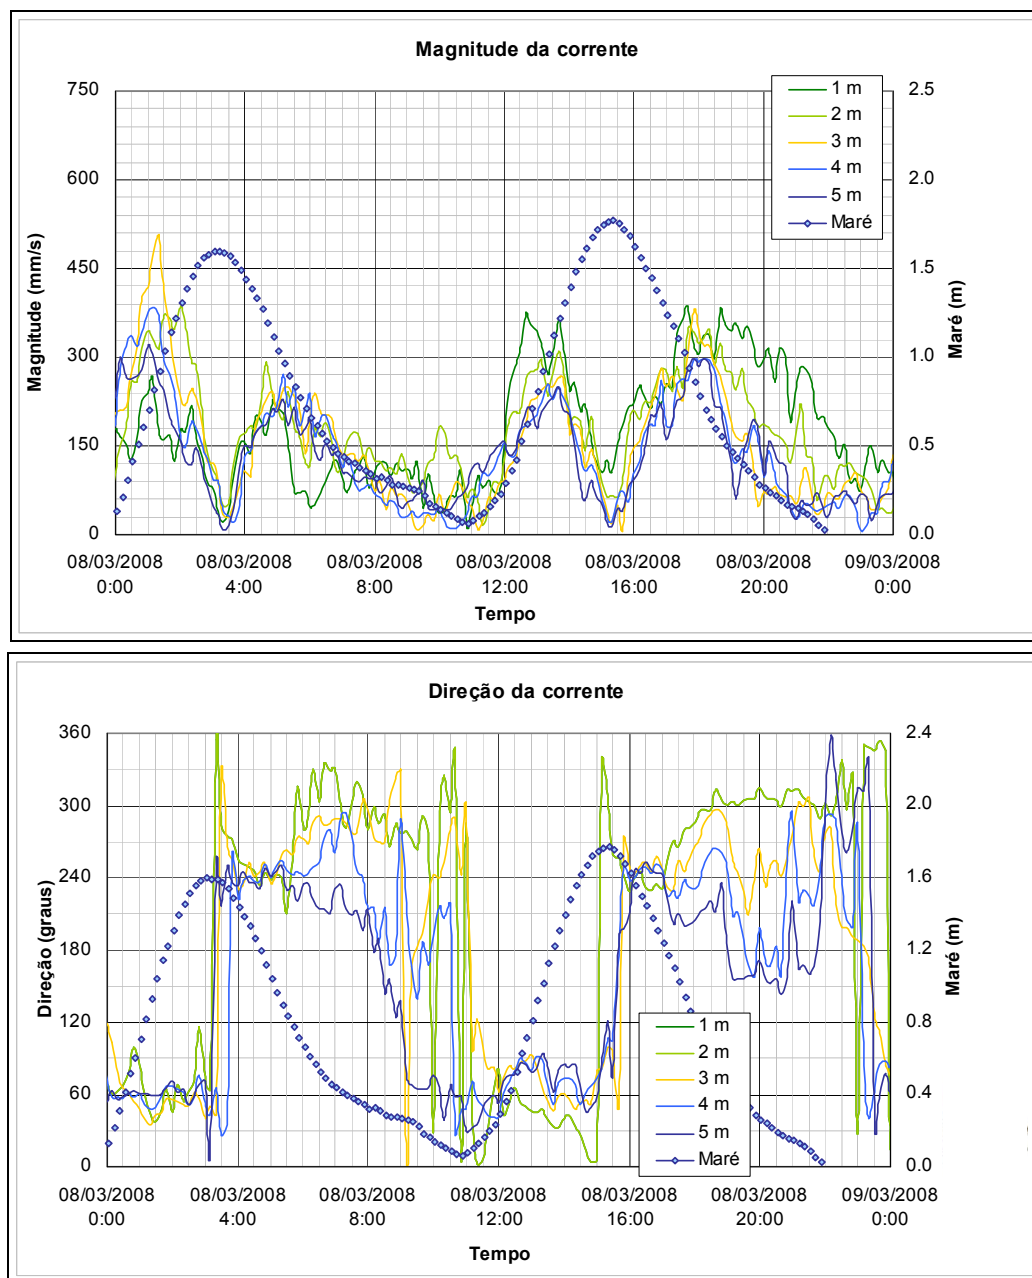 Magnitude da corrente
750
600
450
300
150
0
Magnitude (mm/s)
2.5
2.0
1.5
1.0
0.5
0.0
Maré (m)
1 m
2 m
3 m
4 m
5 m
Maré
08/03/2008 08/03/2008 08/03/2008 08/03/2008 08/03/2008 08/03/2008 09/03/2008
0:00 4:00 8:00 12:00 16:00 20:00 0:00
Tempo
Direção da corrente
360
300
240
180
120
60
0
Direção (graus)
2.4
2.0
1.6
1.2
0.8
0.4
0.0
Maré (m)
1 m
2 m
3 m
4 m
5 m
Maré
08/03/2008 08/03/2008 08/03/2008 08/03/2008 08/03/2008 08/03/2008 09/03/2008
0:00 4:00 8:00 12:00 16:00 20:00 0:00
Tempo